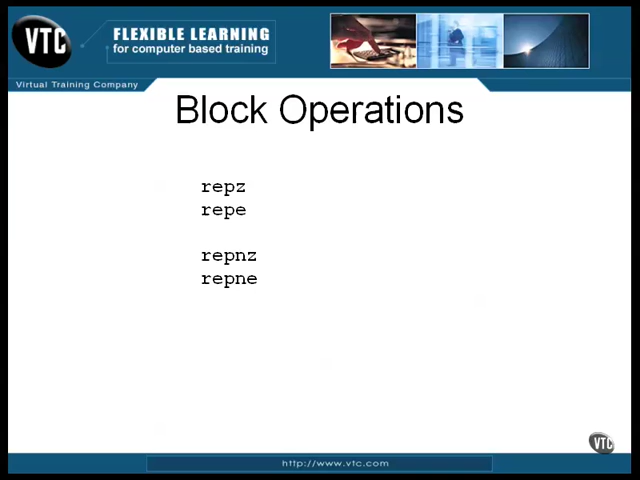 VTC
FLEXIBLE LEARNING
for computer based training
Virtual Training Company
Block Operations
repz
repe
repnz
repne
VTC
http://www.vtc.com